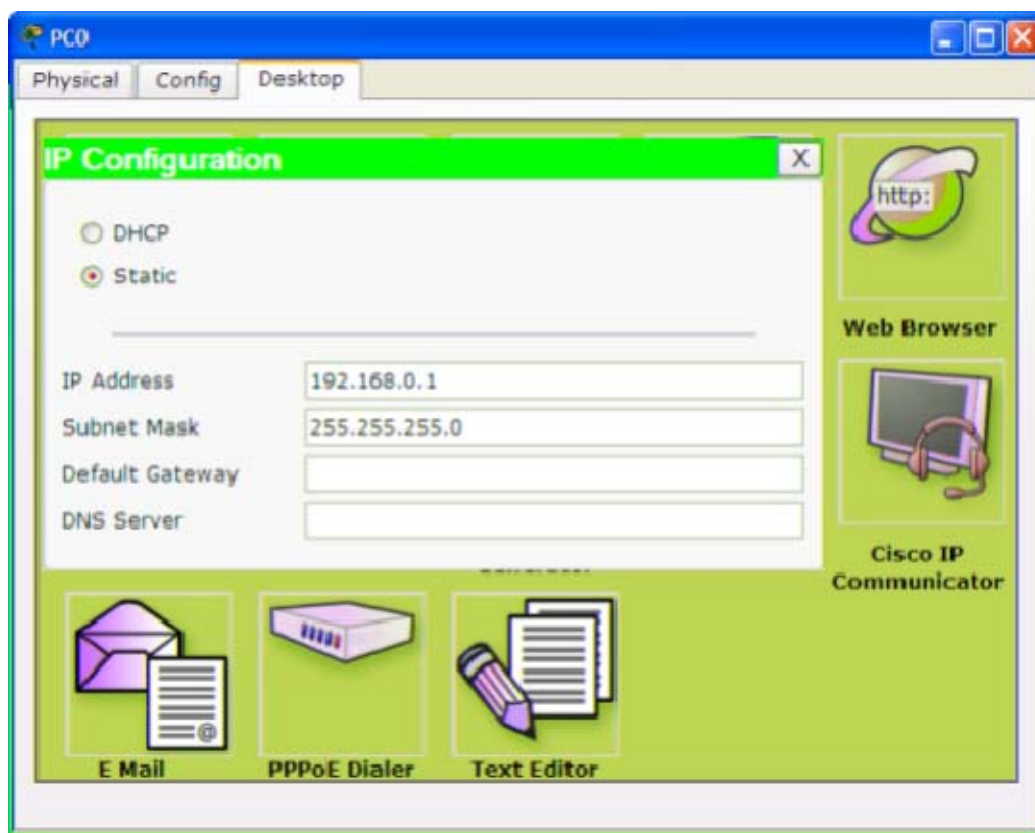 PC0
Physical Config Desktop
IP Configuration
X
DHCP
Static
IP Address 192.168.0.1
Subnet Mask 255.255.255.0
Default Gateway
DNS Server
http:
Web Browser
Cisco IP
Communicator
@
E Mail
PPPoE Dialer
Text Editor